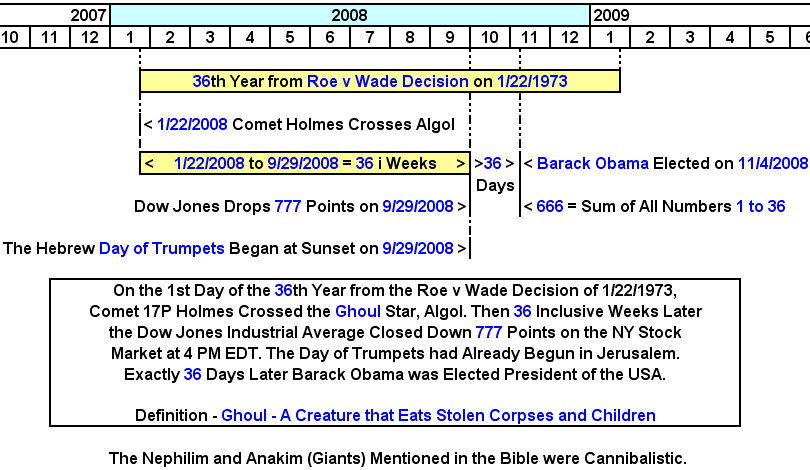 2007 2008 2009
10 11 12 1 2 3 4 5 6 7 8 9 10 11 12 1 2 3 4 5 6
36th Year from Roe v Wade Decision on 1/22/1973
< 1/22/2008 Comet Holmes Crosses Algol
< 1/22/2008 to 9/29/2008 = 36 i Weeks > >36 > < Barack Obama Elected on 11/4/2008
Days
Dow Jones Drops 777 Points on 9/29/2008 > < 666 = Sum of All Numbers 1 to 36
The Hebrew Day of Trumpets Began at Sunset on 9/29/2008 >
On the 1st Day of the 36th Year from the Roe v Wade Decision of 1/22/1973,
Comet 17P Holmes Crossed the Ghoul Star, Algol. Then 36 Inclusive Weeks Later
the Dow Jones Industrial Average Closed Down 777 Points on the NY Stock
Market at 4 PM EDT. The Day of Trumpets had Already Begun in Jerusalem.
Exactly 36 Days Later Barack Obama was Elected President of the USA.
Definition - Ghoul - A Creature that Eats Stolen Corpses and Children
The Nephilim and Anakim (Giants) Mentioned in the Bible were Cannibalistic.